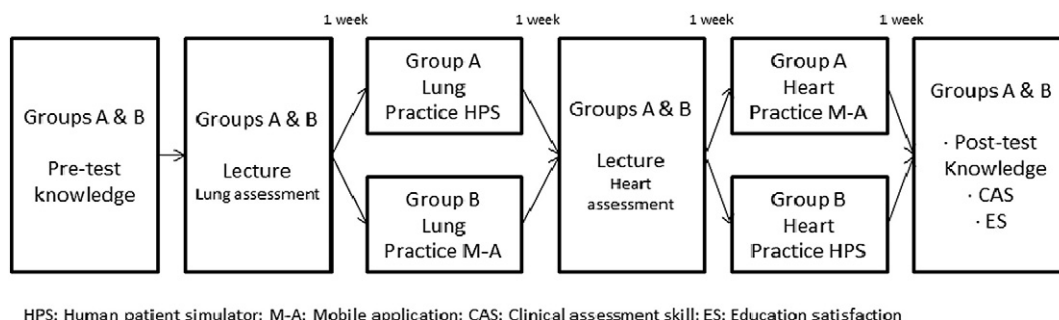 1 week
1 week
1 week
1 week
Groups A & B
Pre-test
knowledge
Groups A & B
Lecture
Lung assessment
Group A
Lung
Practice HPS
Group B
Lung
Practice M-A
Groups A & B
Lecture
Heart
assessment
Group A
Heart
Practice M-A
Group B
Heart
Practice HPS
Groups A & B
· Post-test
Knowledge
· CAS
· ES
HPS: Human patient simulator; M-A: Mobile application; CAS: Clinical assessment skill; ES: Education satisfaction